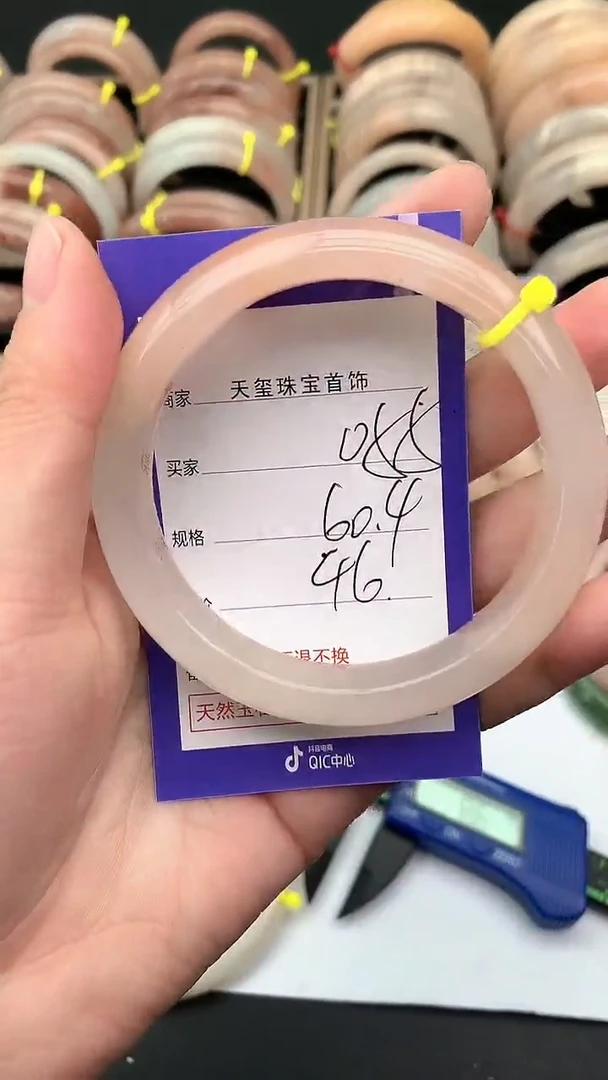 商家 天玺珠宝首饰
买家
规格 60.4
46.
退不换
天然玉
抖音电商
QIC中心